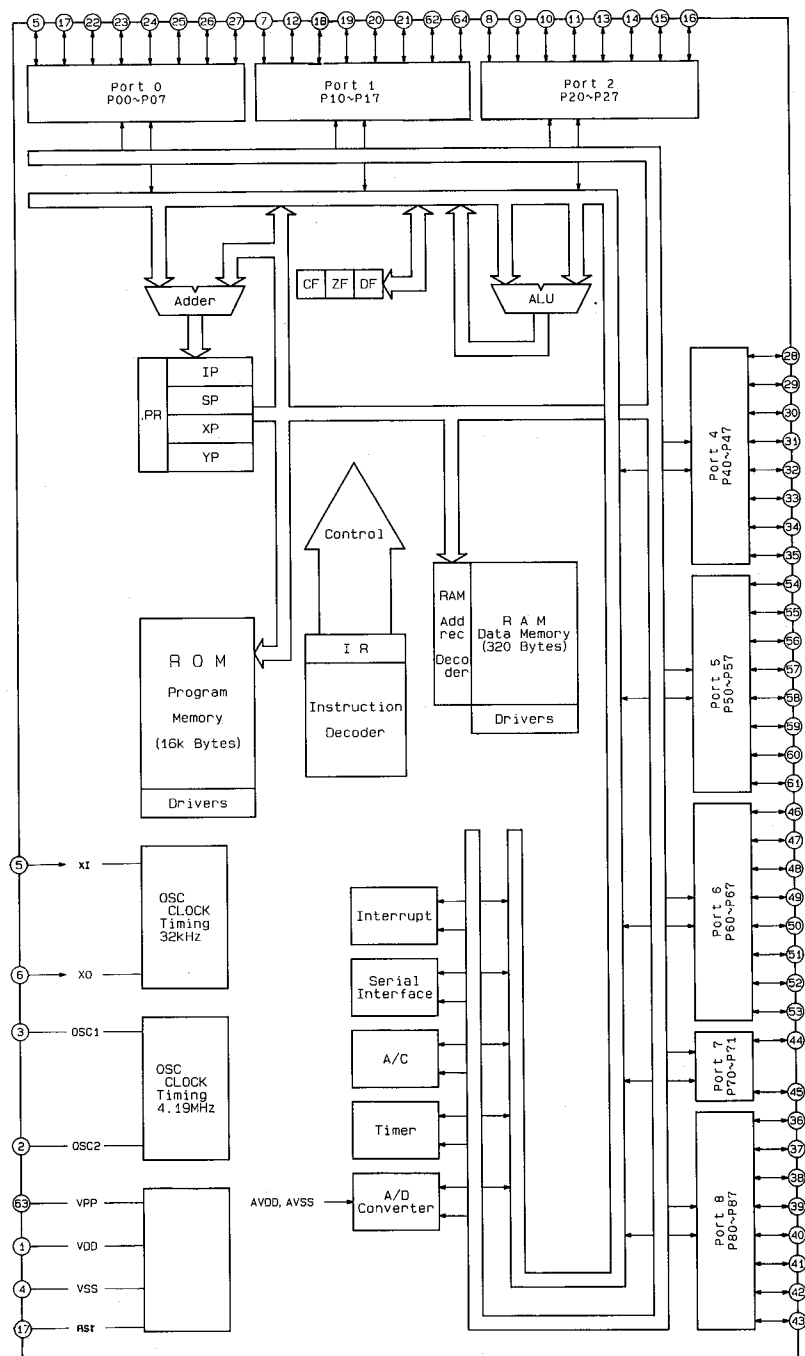 5 17 22 23 24 25 26 27 7 12 18 19 20 21 62 64 8 9 10 11 13 14 15 16
Port 0
P00~P07
Port 1
P10~P17
Port 2
P20~P27
Adder
CF ZF DF
ALU
PR
IP
SP
XP
YP
Control
I R
Instruction
Decoder
R O M
Program
Memory
(16k Bytes)
Drivers
RAM
Add
rec
Deco
der
R A M
Data Memory
(320 Bytes)
Drivers
28
29
30
31
32
33
34
35
Port 4
P40~P47
54
55
56
57
58
59
60
61
Port 5
P50~P57
46
47
48
49
50
51
52
53
Port 6
P60~P67
44
45
Port 7
P70~P71
36
37
38
39
40
41
42
43
Port 8
P80~P87
5 XI
6 XO
OSC
CLOCK
Timing
32kHz
3 OSC1
2 OSC2
OSC
CLOCK
Timing
4.19MHz
63 VPP
1 VDD
4 VSS
17 RST
Interrupt
Serial
Interface
A/C
Timer
AVDD, AVSS
A/D
Converter